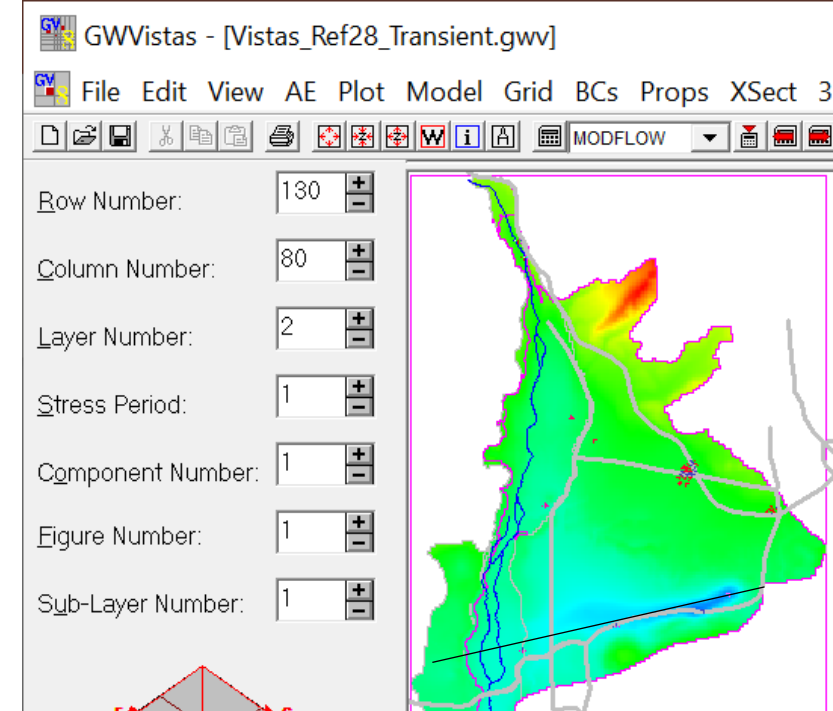 GWVistas - [Vistas_Ref28_Transient.gwv]
File Edit View AE Plot Model Grid BCs Props XSect 3
MODFLOW
Row Number: 130
Column Number: 80
Layer Number: 2
Stress Period: 1
Component Number: 1
Figure Number: 1
Sub-Layer Number: 1